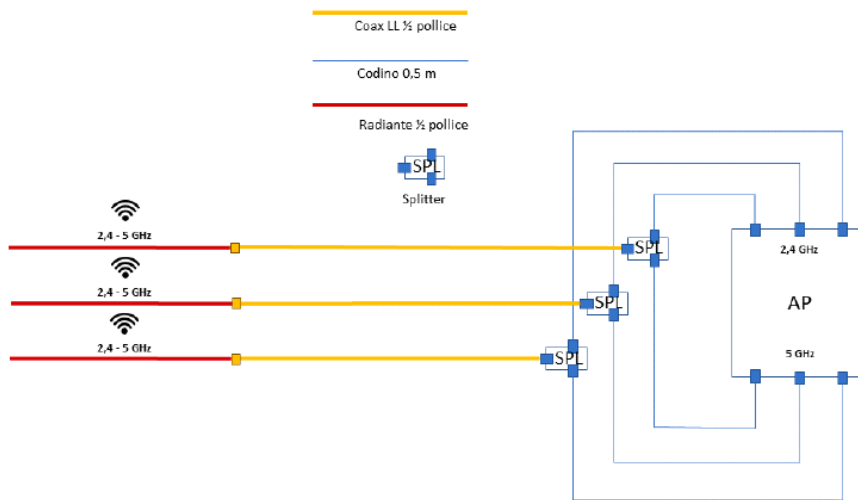 Coax LL ½ pollice
Codino 0,5 m
Radiante ½ pollice
SPL
Splitter
2,4 - 5 GHz
SPL
2,4 GHz
2,4 - 5 GHz
SPL
AP
2,4 - 5 GHz
SPL
5 GHz